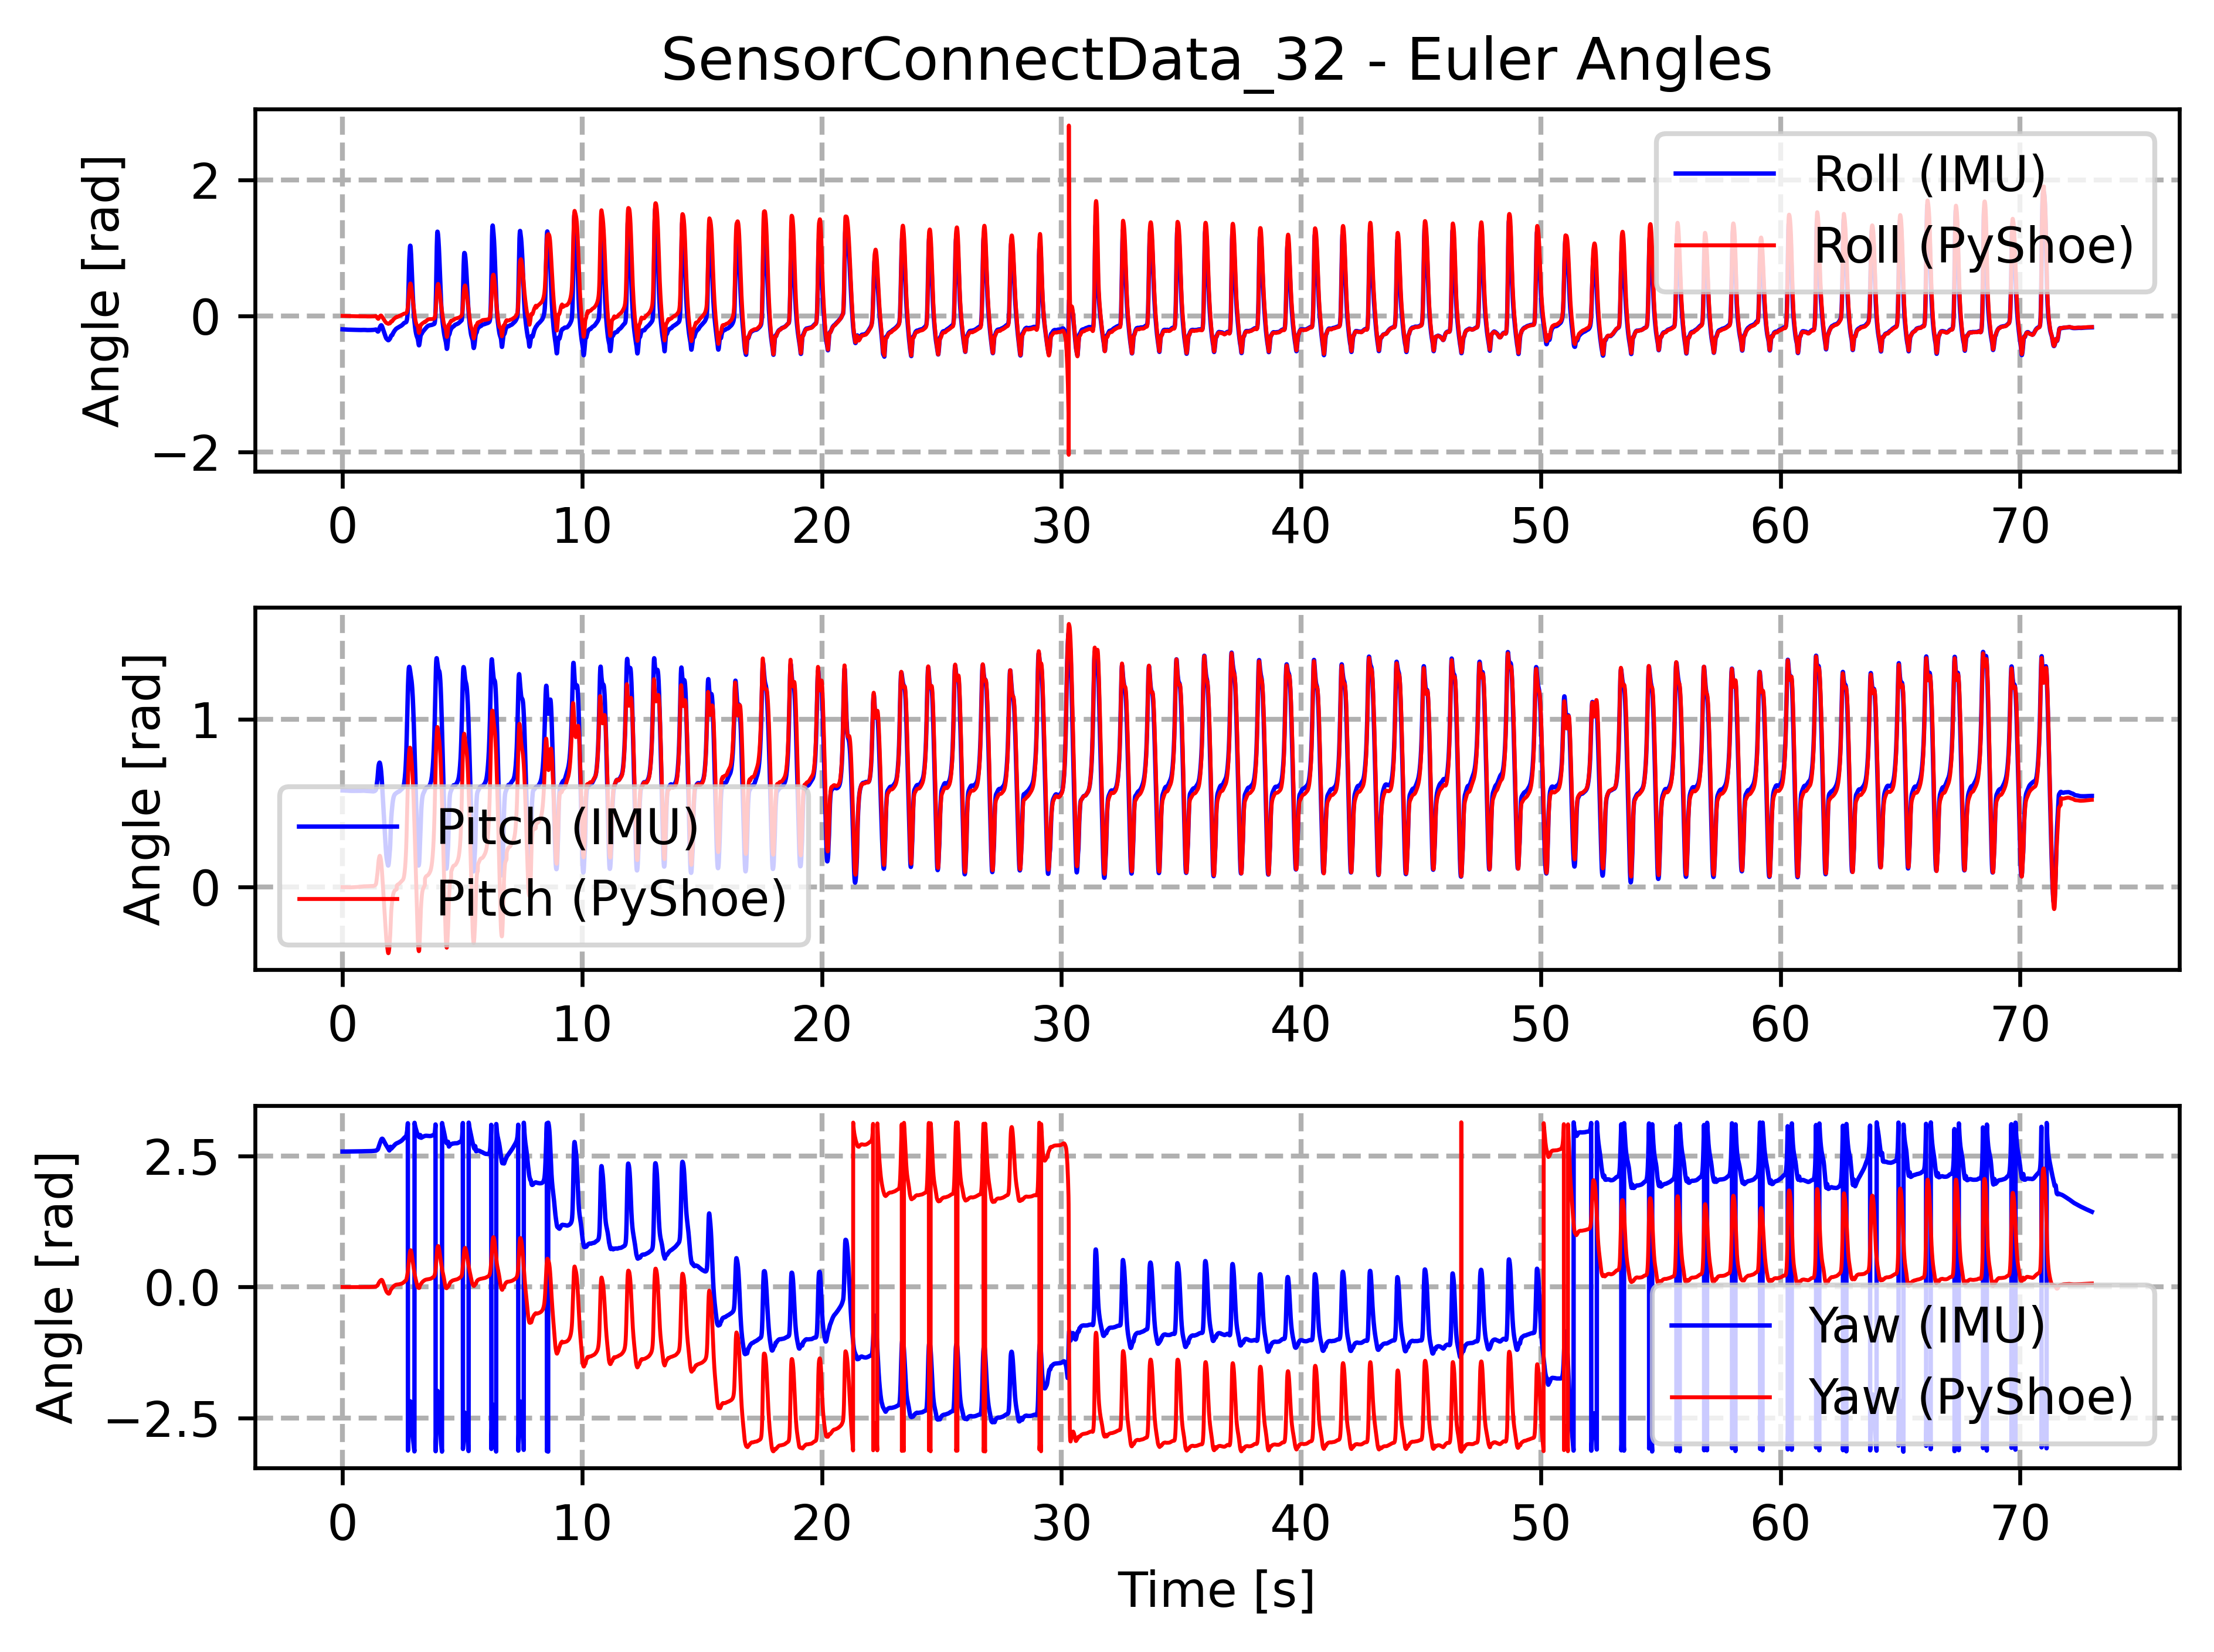 SensorConnectData_32 - Euler Angles
Angle [rad]
2
0
−2
Roll (IMU)
Roll (PyShoe)
0 10 20 30 40 50 60 70
Angle [rad]
1
0
Pitch (IMU)
Pitch (PyShoe)
0 10 20 30 40 50 60 70
Angle [rad]
2.5
0.0
−2.5
Yaw (IMU)
Yaw (PyShoe)
0 10 20 30 40 50 60 70
Time [s]